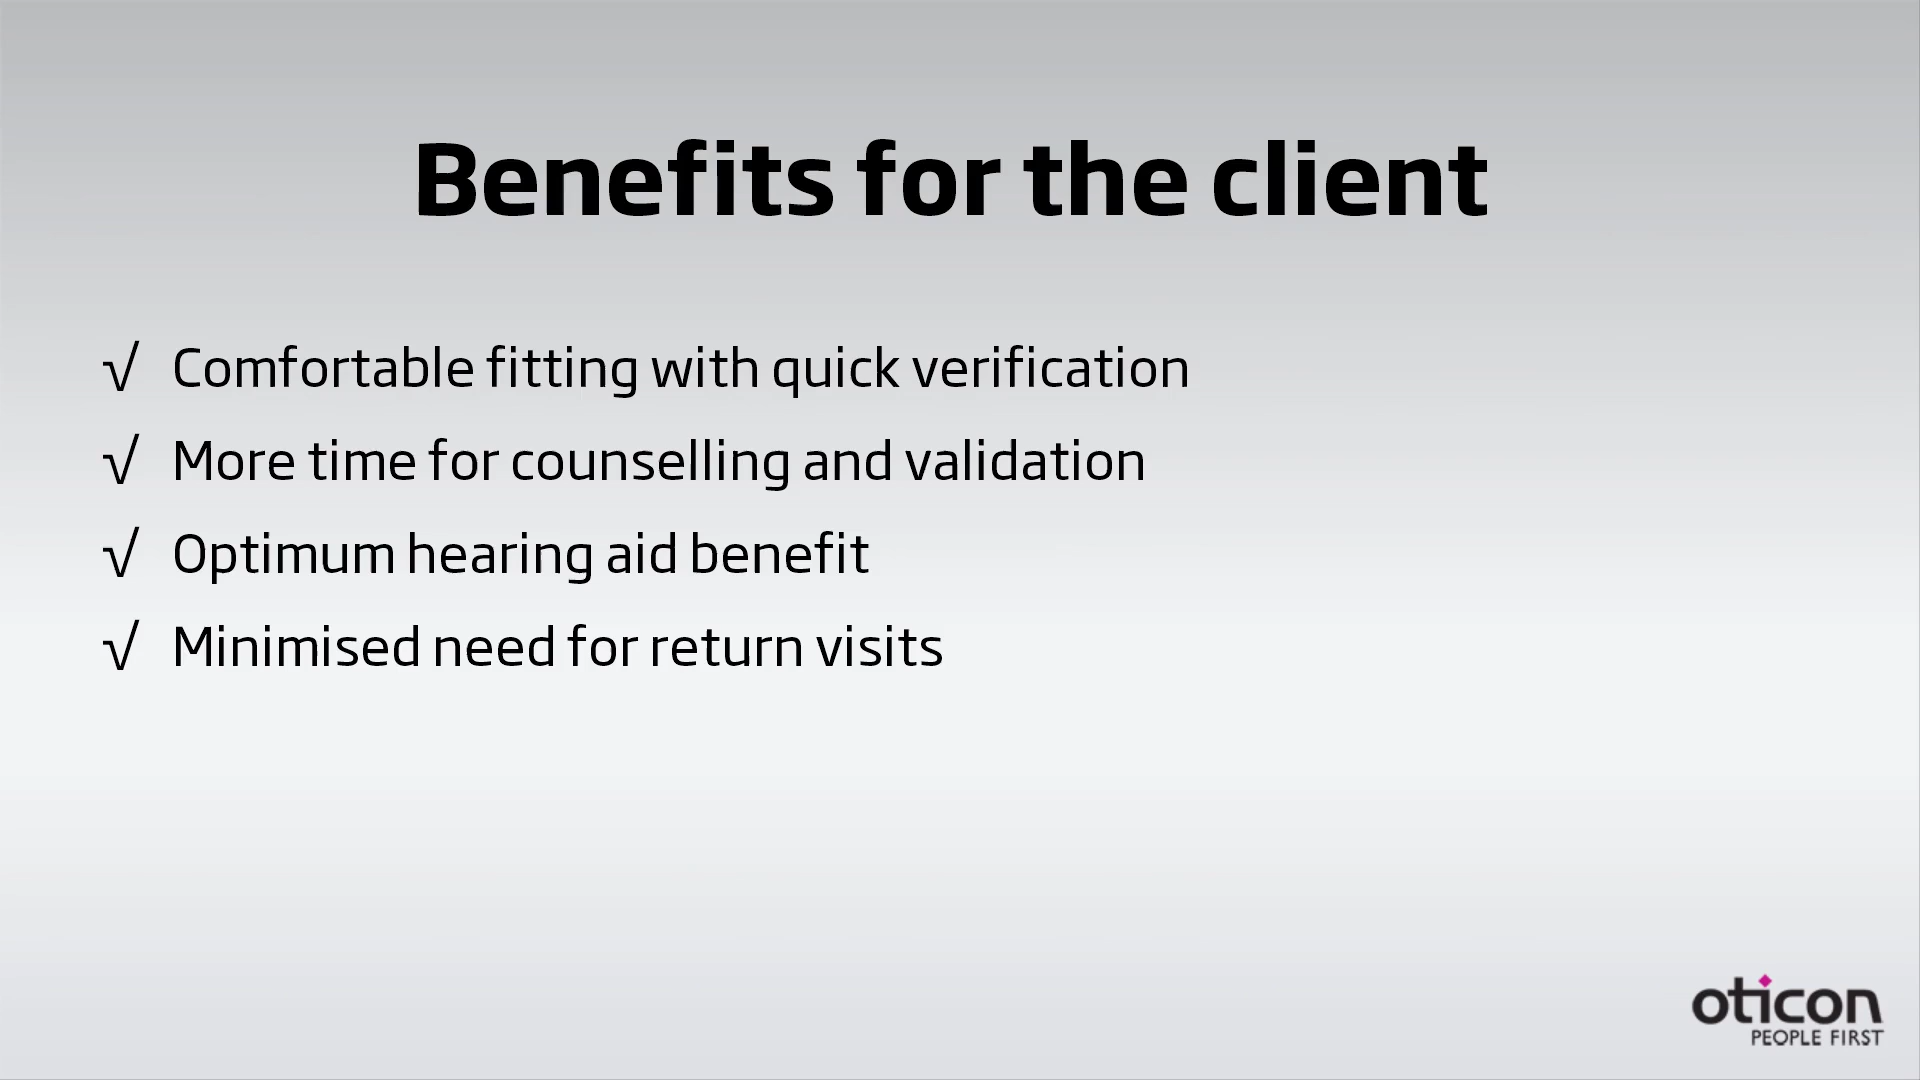 Benefits for the client
√ Comfortable fitting with quick verification
√ More time for counselling and validation
√ Optimum hearing aid benefit
√ Minimised need for return visits
oticon
PEOPLE FIRST